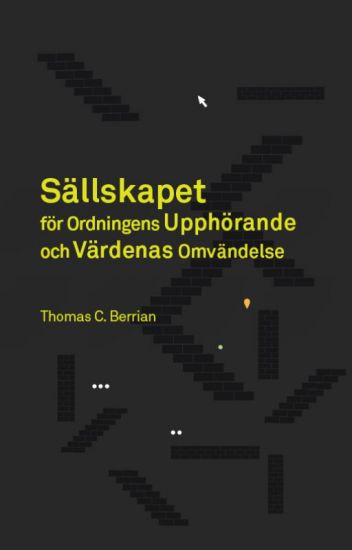 Sällskapet
för Ordningens Upphörande
och Värdenas Omvändelse
Thomas C. Berrian